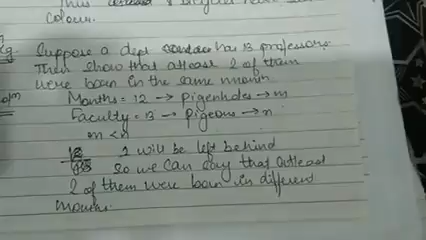 colour.
Eg. Suppose a dept has 13 professors
Then show that atleast 2 of them
were born in the same month
Months = 12 → pigenholes → m
Faculty = 13 → pigeons → n
m < n
1 will be left behind
So we can say that atleast
2 of them were born in different
months.